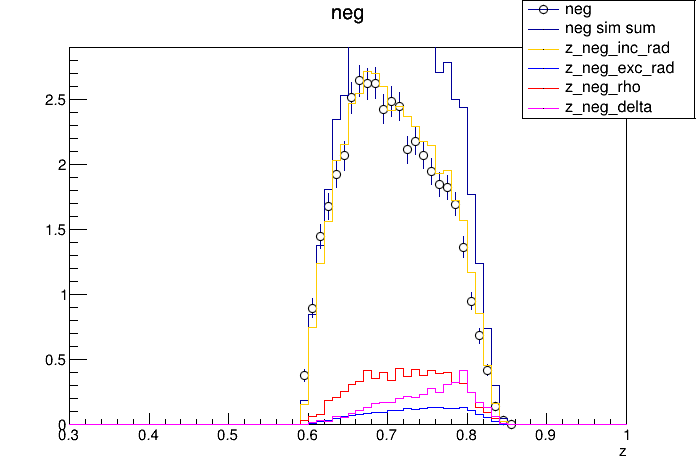 neg
neg
neg sim sum
z_neg_inc_rad
z_neg_exc_rad
z_neg_rho
z_neg_delta
2.5
2
1.5
1
0.5
0
0.3 0.4 0.5 0.6 0.7 0.8 0.9 1
z